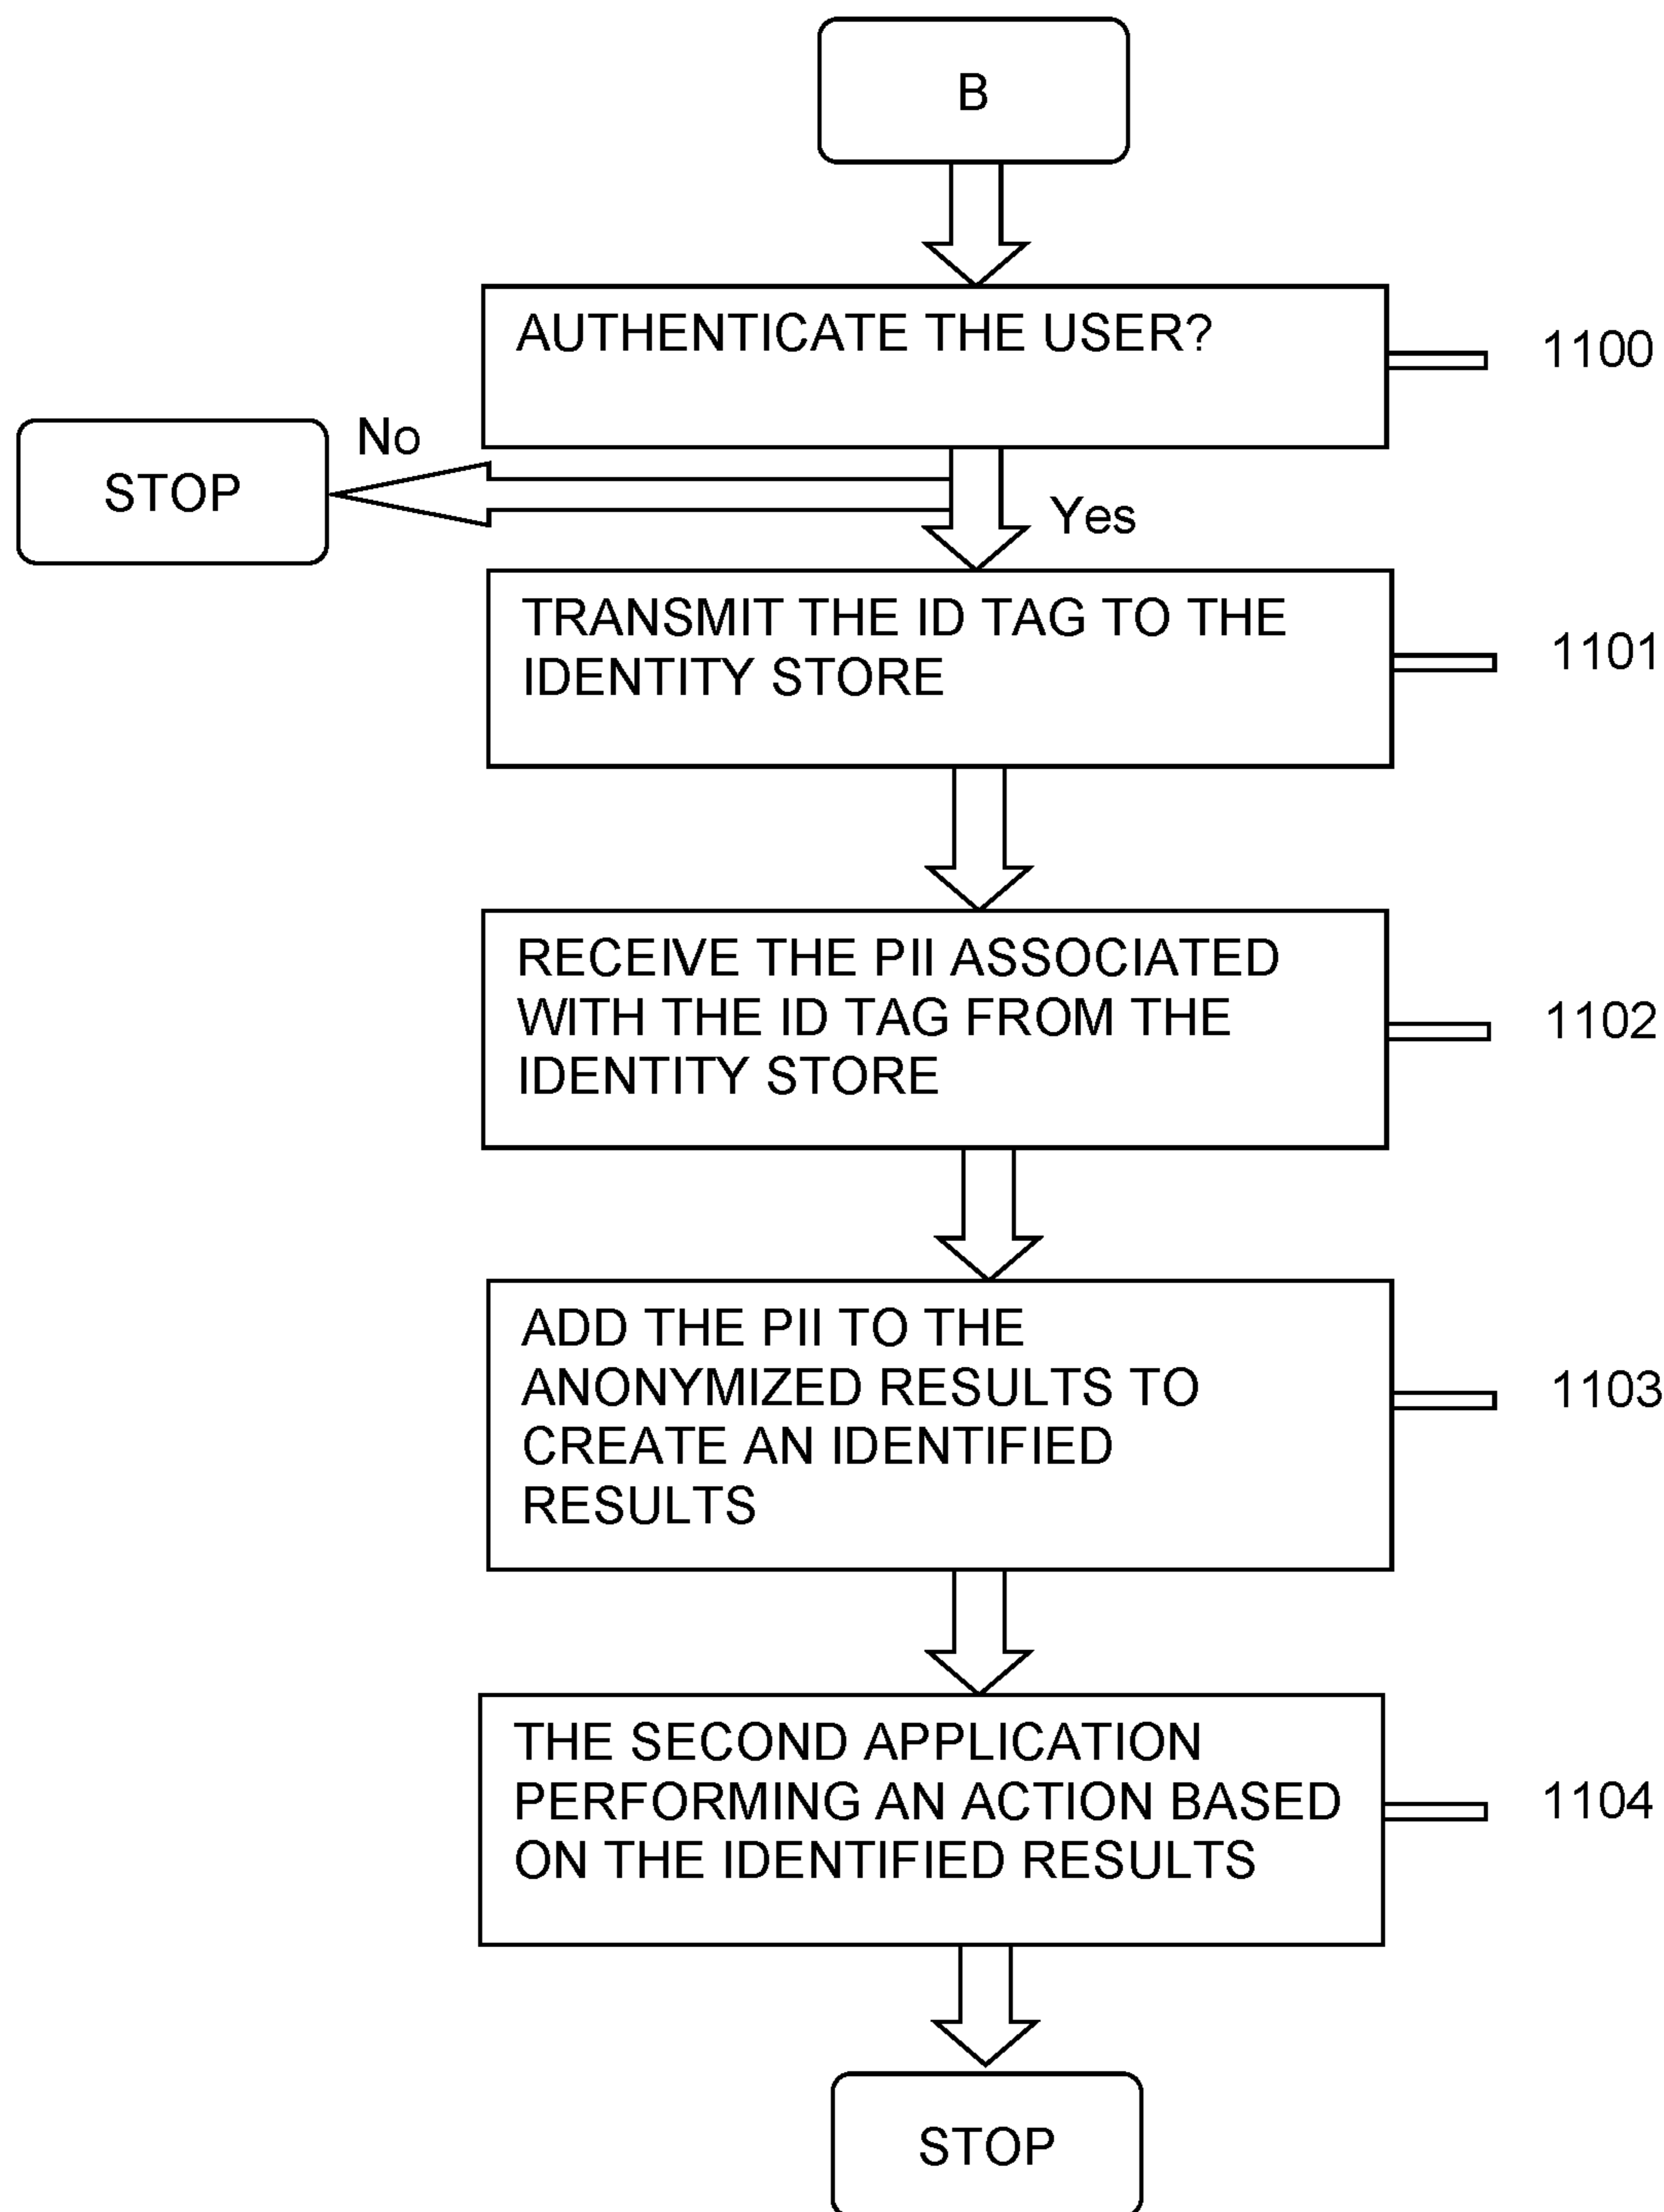 B
AUTHENTICATE THE USER?
1100
No
STOP
Yes
TRANSMIT THE ID TAG TO THE
IDENTITY STORE
1101
RECEIVE THE PII ASSOCIATED
WITH THE ID TAG FROM THE
IDENTITY STORE
1102
ADD THE PII TO THE
ANONYMIZED RESULTS TO
CREATE AN IDENTIFIED
RESULTS
1103
THE SECOND APPLICATION
PERFORMING AN ACTION BASED
ON THE IDENTIFIED RESULTS
1104
STOP